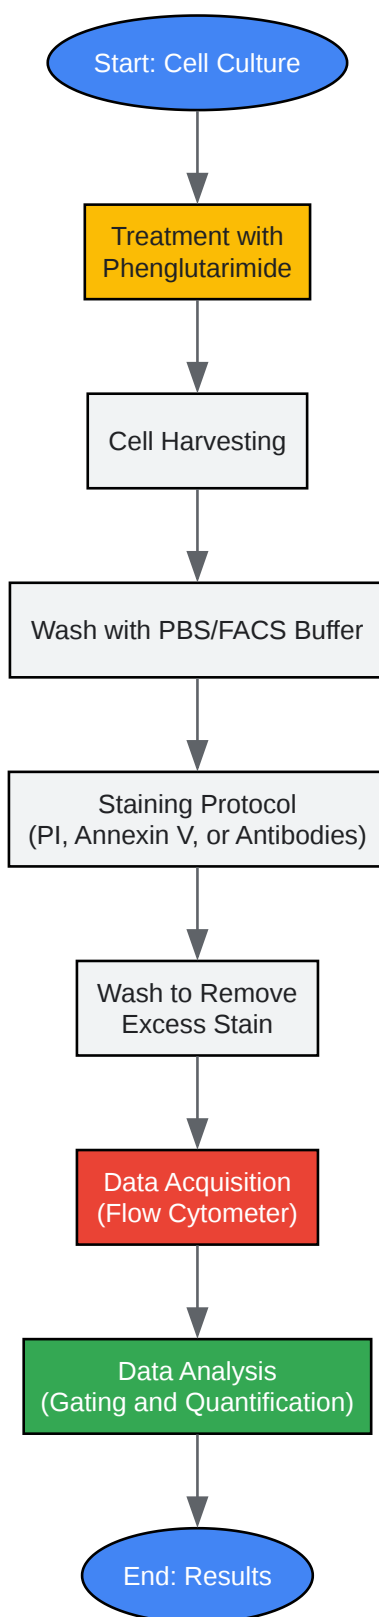 Start: Cell Culture
Treatment with
Phenglutarimide
Cell Harvesting
Wash with PBS/FACS Buffer
Staining Protocol
(PI, Annexin V, or Antibodies)
Wash to Remove
Excess Stain
Data Acquisition
(Flow Cytometer)
Data Analysis
(Gating and Quantification)
End: Results